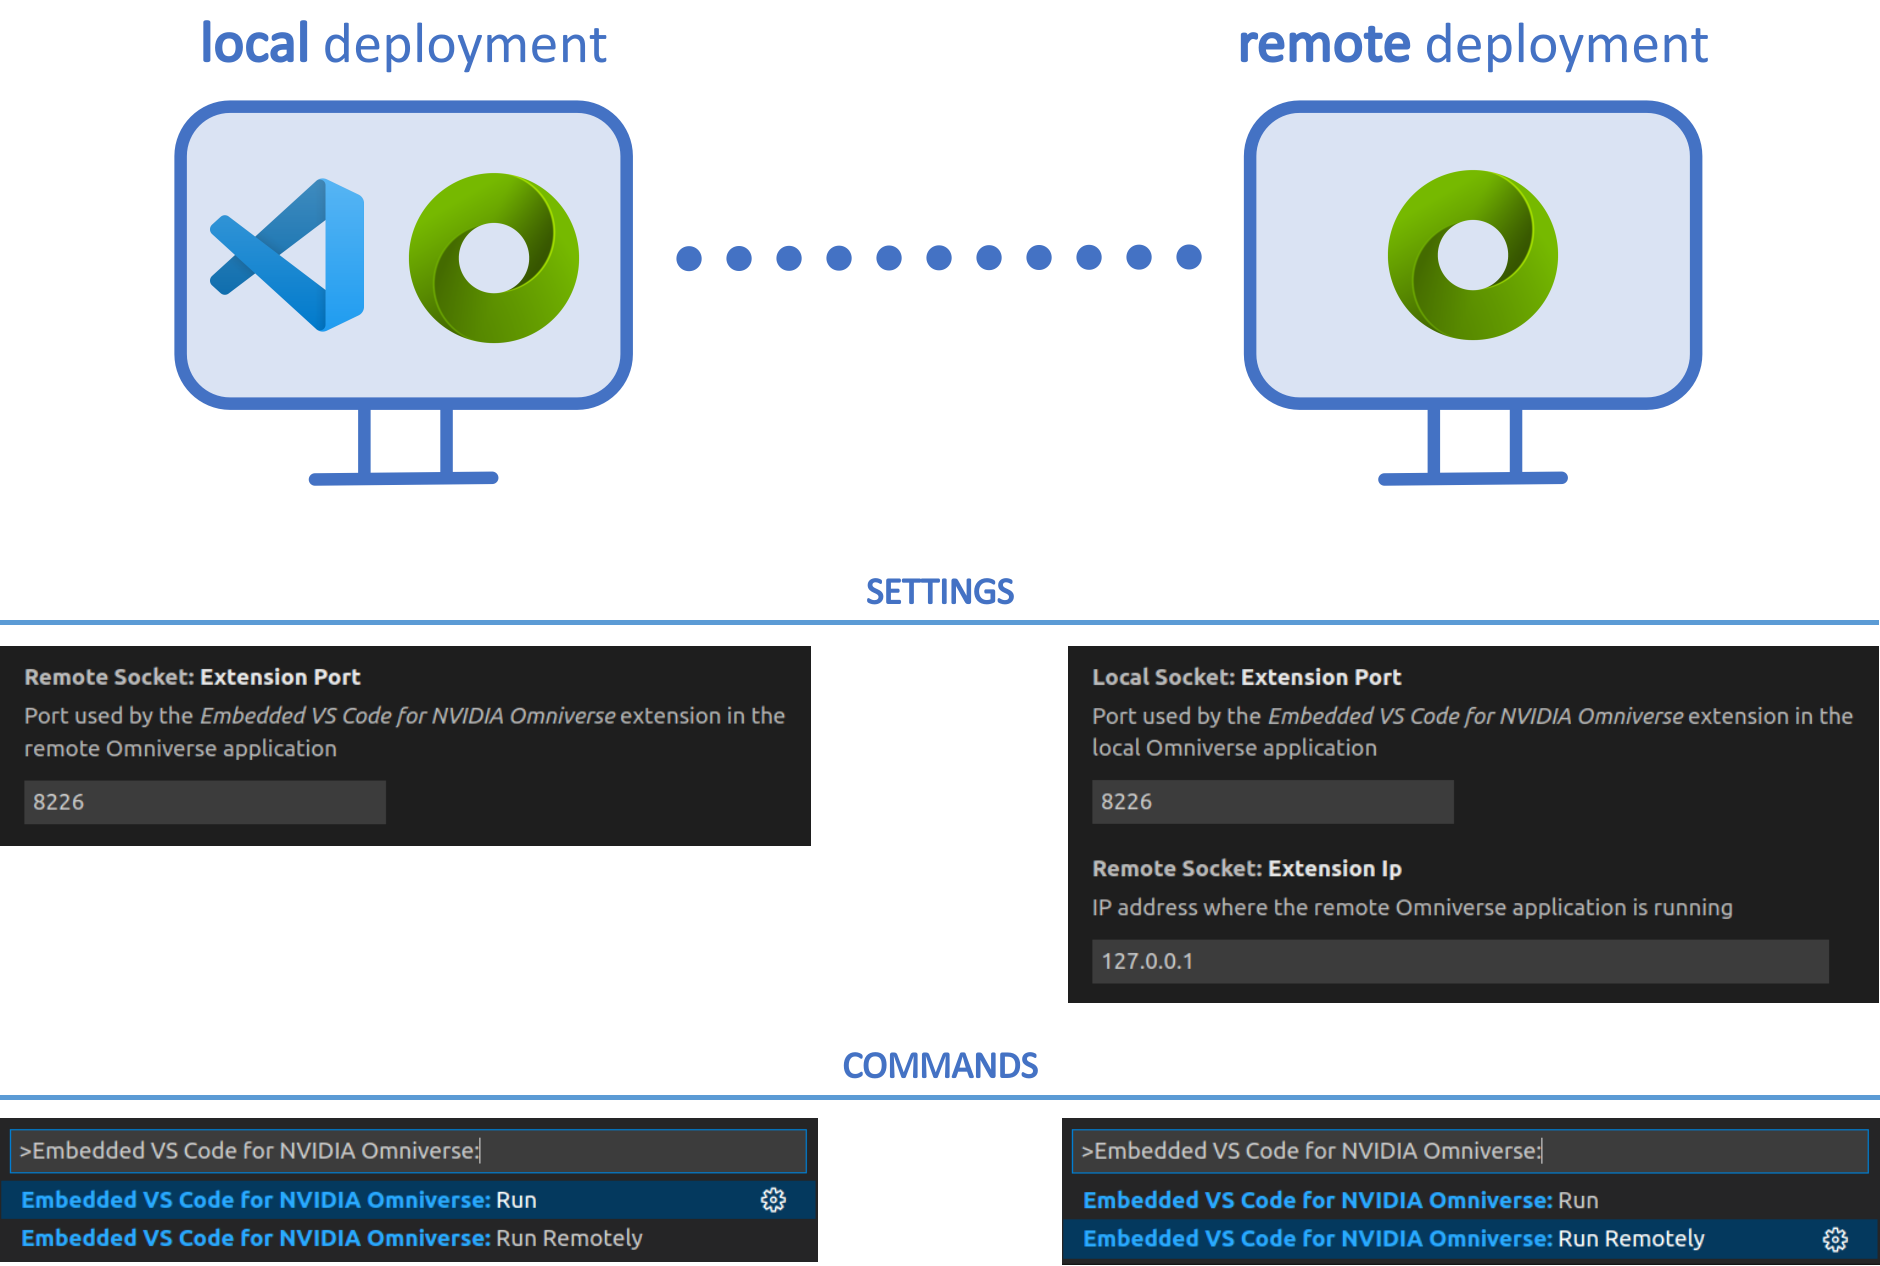 local deployment
remote deployment
SETTINGS
Remote Socket: Extension Port
Port used by the Embedded VS Code for NVIDIA Omniverse extension in the
remote Omniverse application
8226
Local Socket: Extension Port
Port used by the Embedded VS Code for NVIDIA Omniverse extension in the
local Omniverse application
8226
Remote Socket: Extension Ip
IP address where the remote Omniverse application is running
127.0.0.1
COMMANDS
>Embedded VS Code for NVIDIA Omniverse:
Embedded VS Code for NVIDIA Omniverse: Run
Embedded VS Code for NVIDIA Omniverse: Run Remotely
>Embedded VS Code for NVIDIA Omniverse:
Embedded VS Code for NVIDIA Omniverse: Run
Embedded VS Code for NVIDIA Omniverse: Run Remotely